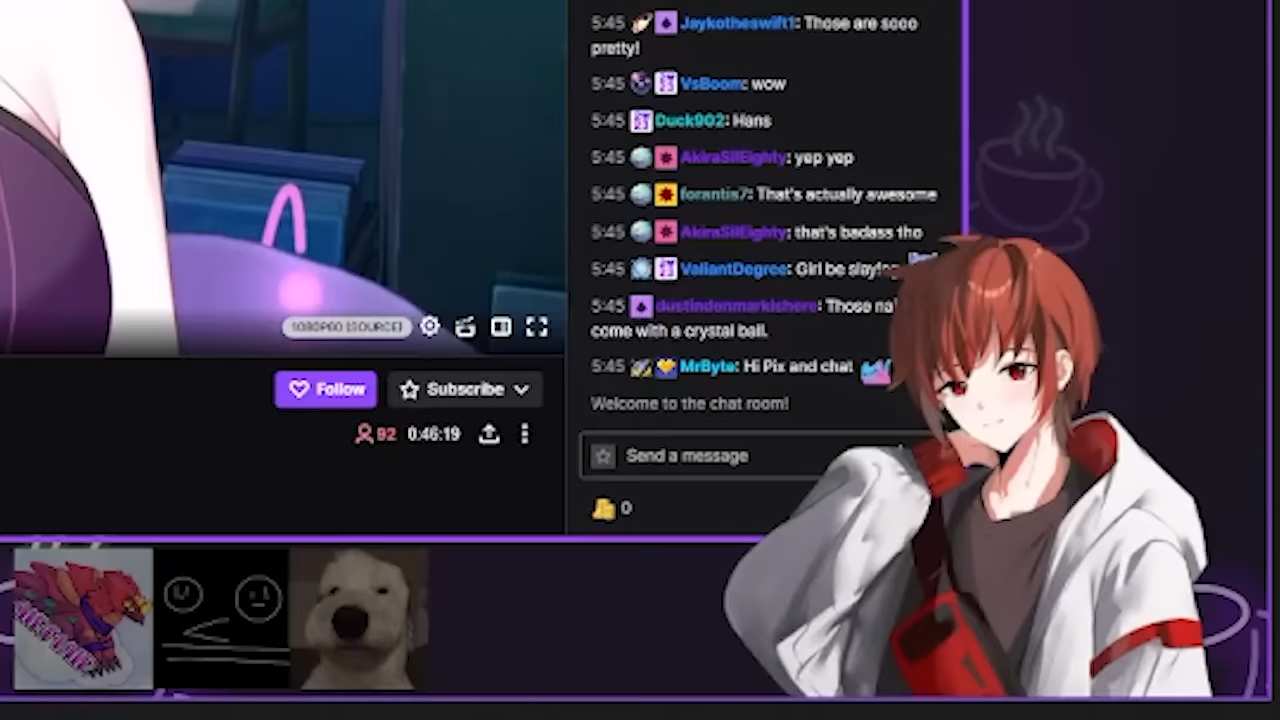 5:45 Jaykotheswift1: Those are sooo
pretty!
5:45 VsBoom: wow
5:45 Duck902: Hans
5:45 AkiraSilEighty: yep yep
5:45 forantis7: That's actually awesome
5:45 AkiraSilEighty: that's badass tho
5:45 ValiantDegree: Girl be slaying
5:45 dustindenmarkishere: Those na
come with a crystal ball.
5:45 MrByte: Hi Pix and chat
Welcome to the chat room!
Send a message
0
1080P60 (SOURCE)
Follow
Subscribe
92 0:46:19